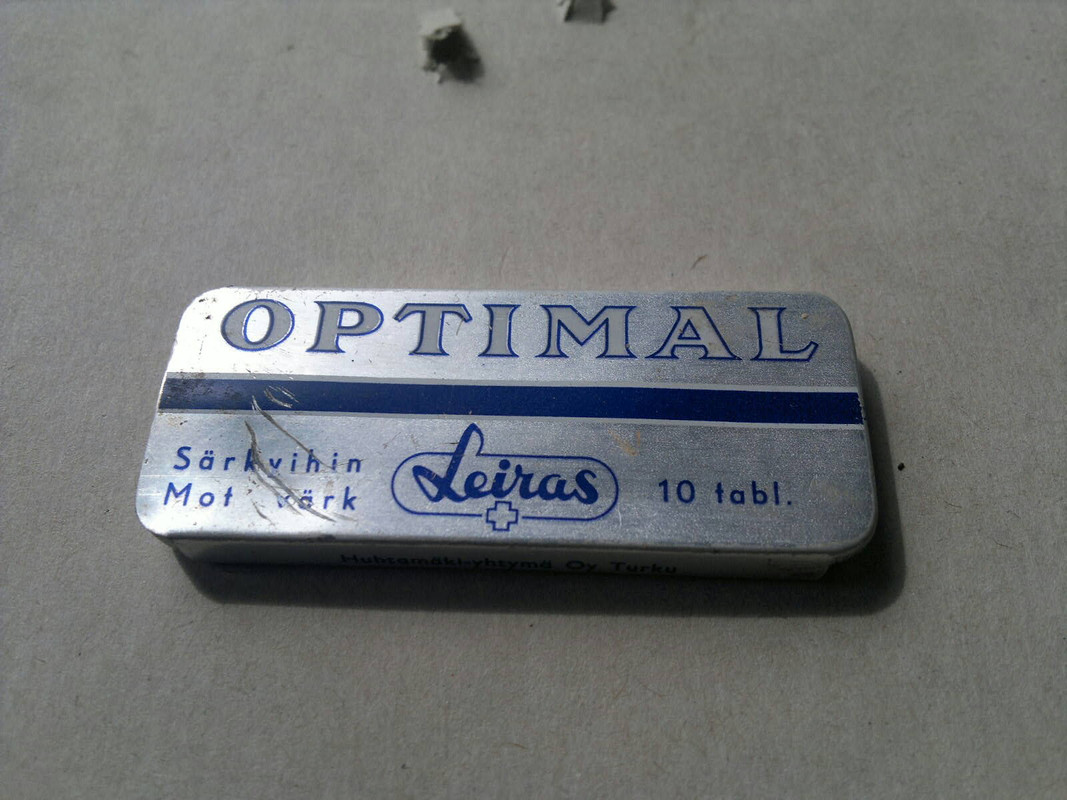 OPTIMAL
Särkyihin
Mot värk
Leiras
10 tabl.
Huhtamäki-yhtymä Oy Turku